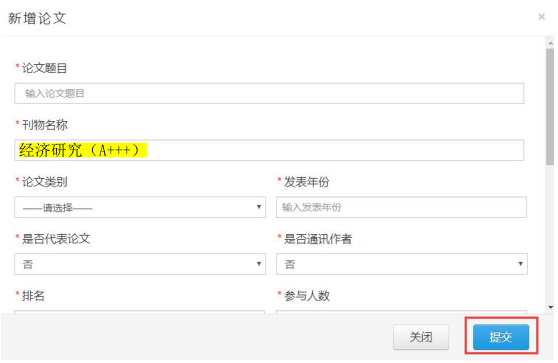 新增论文 ×
*论文题目
输入论文题目
*刊物名称
经济研究（A+++）
*论文类别 *发表年份
——请选择—— 输入发表年份
*是否代表论文 *是否通讯作者
否 否
*排名 *参与人数
关闭 提交